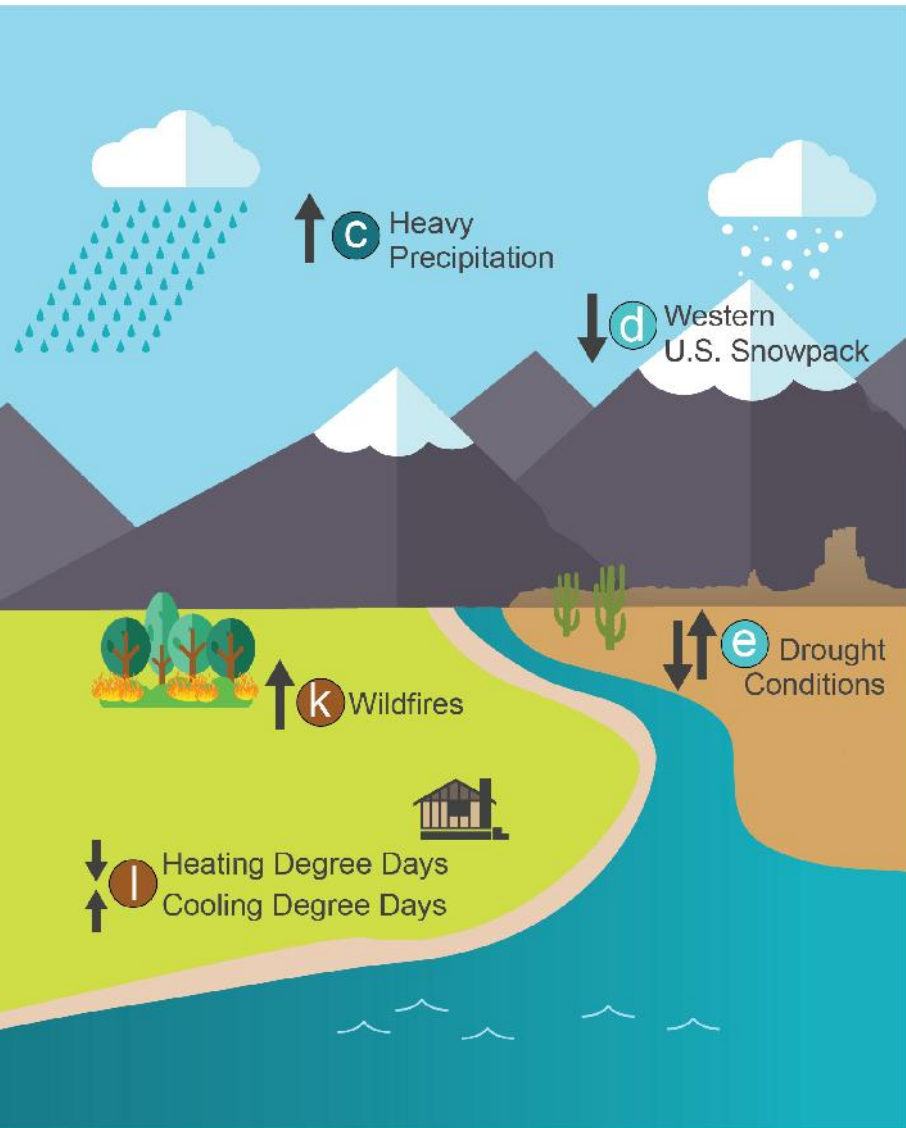 c Heavy
Precipitation
d Western
U.S. Snowpack
e Drought
Conditions
k Wildfires
l Heating Degree Days
Cooling Degree Days